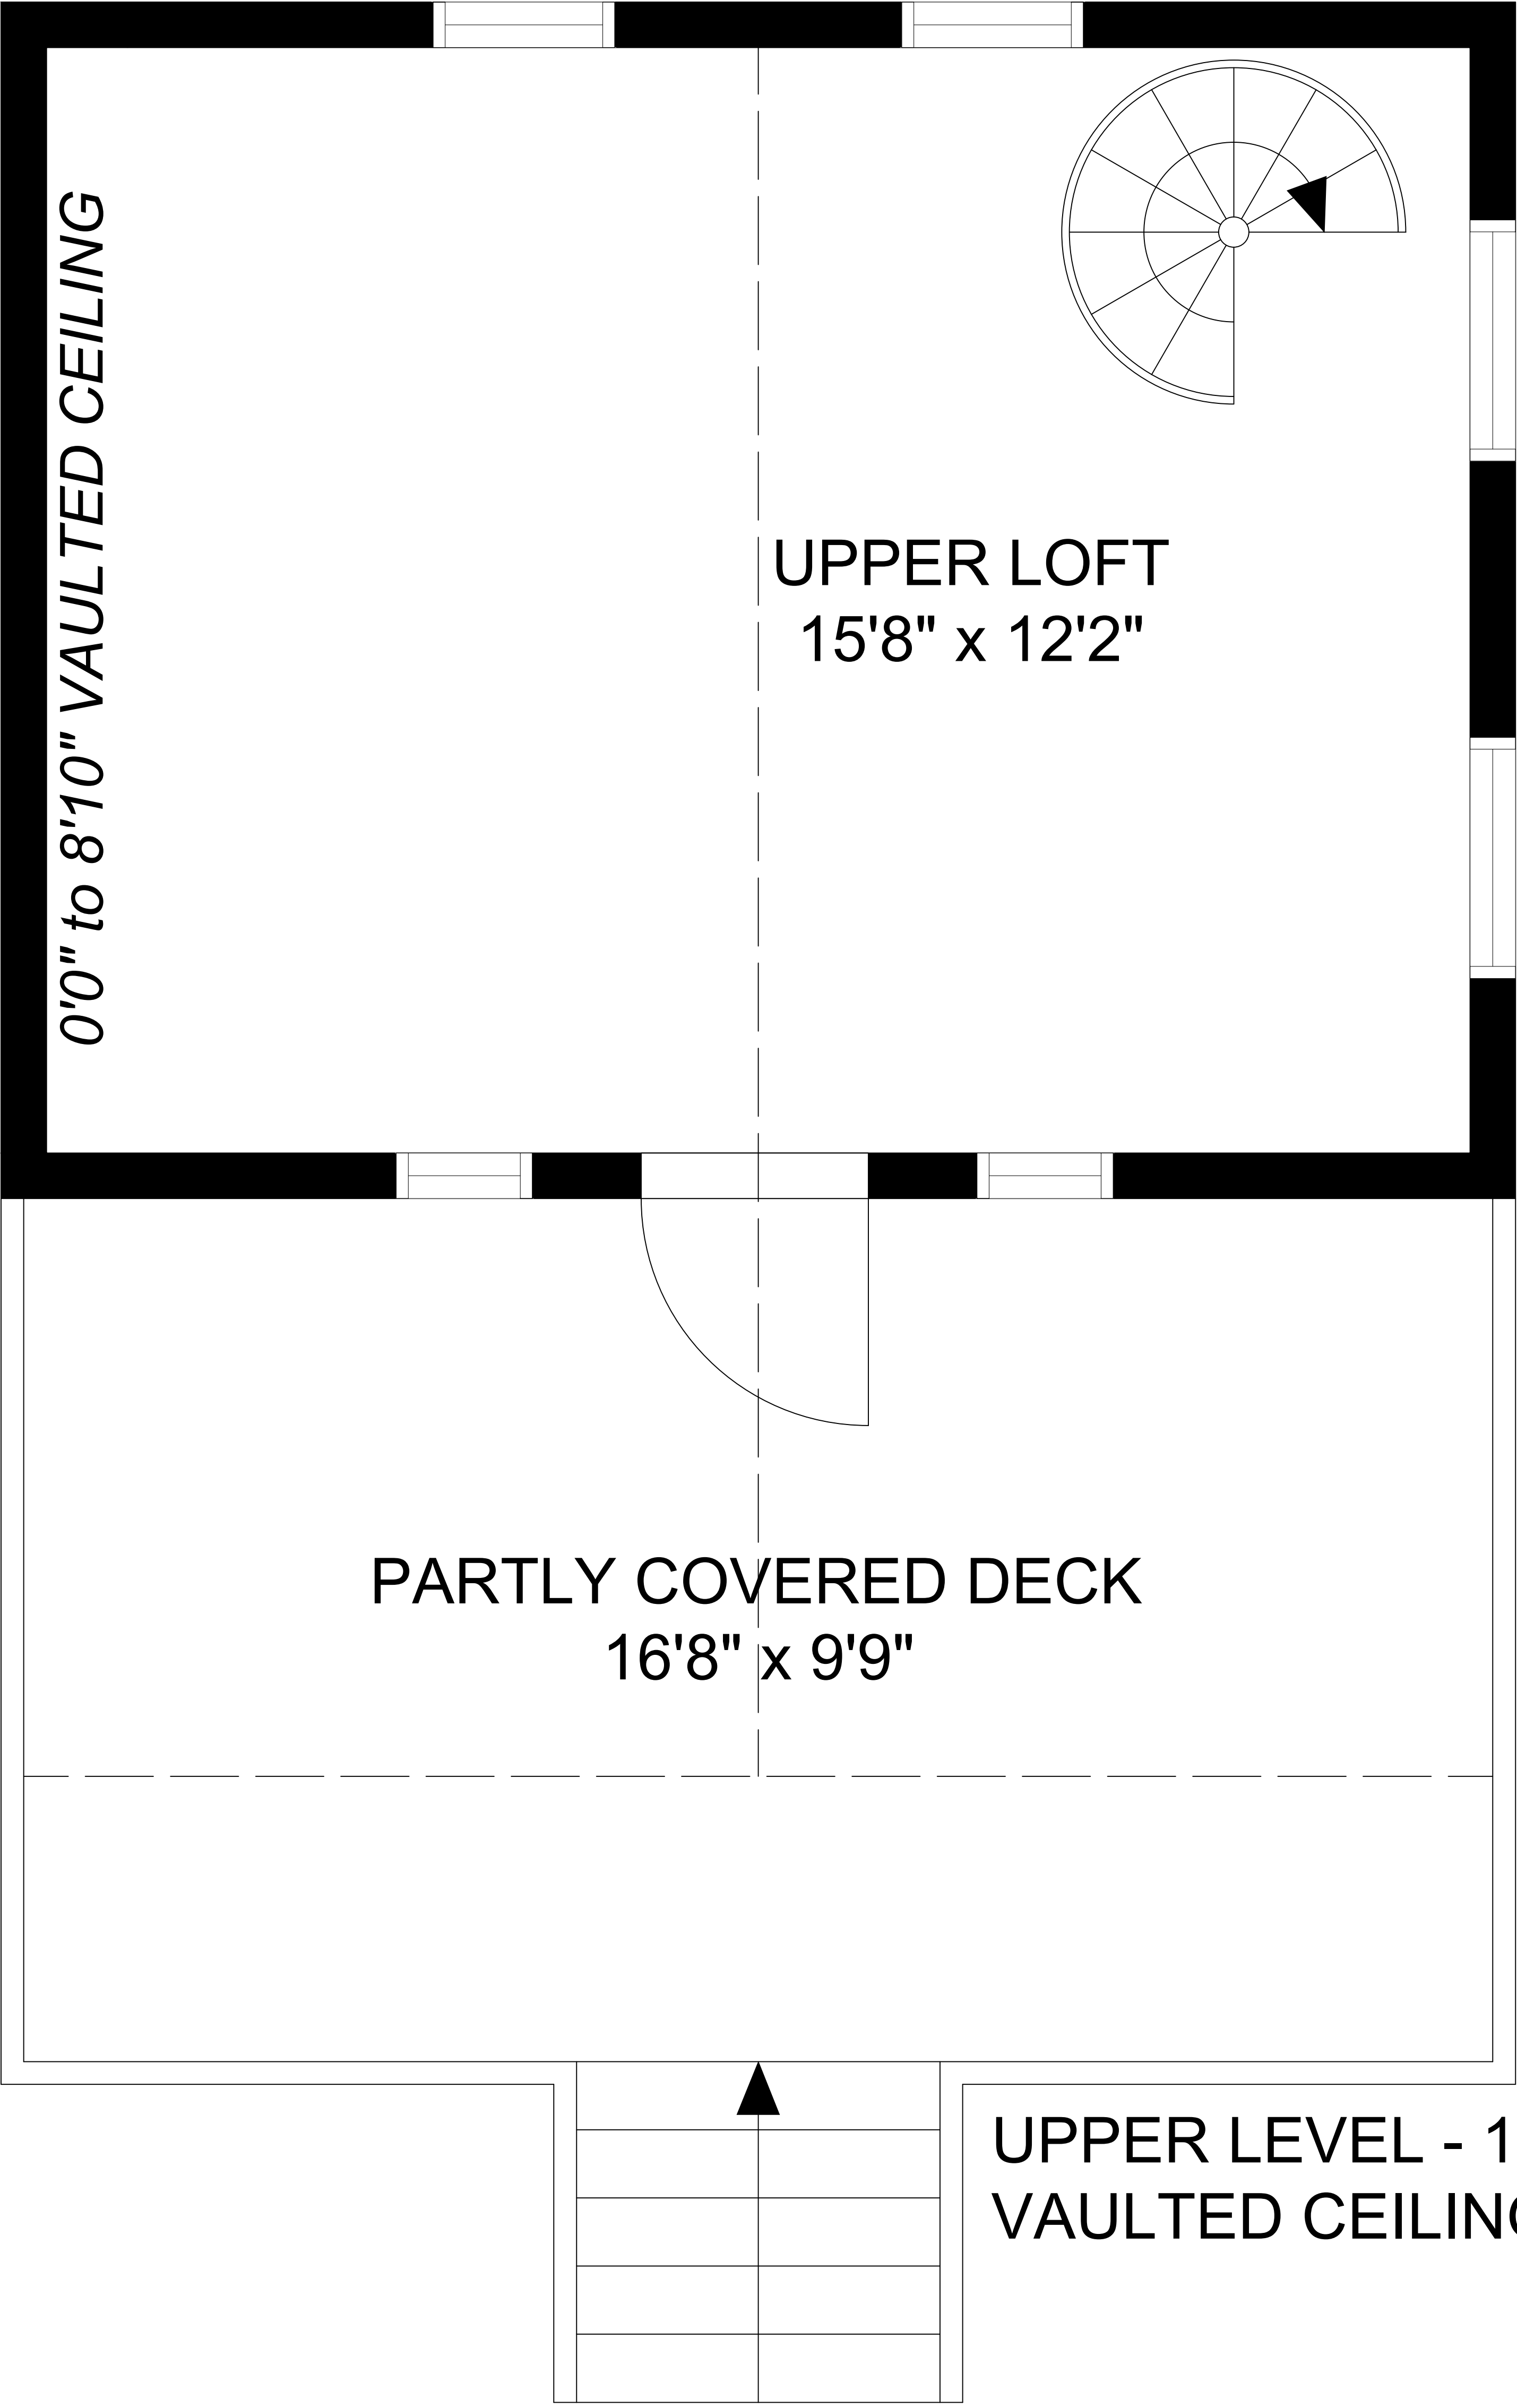 0'0" to 8'10" VAULTED CEILING
UPPER LOFT
15'8" x 12'2"
PARTLY COVERED DECK
16'8" x 9'9"
UPPER LEVEL - 1
VAULTED CEILING